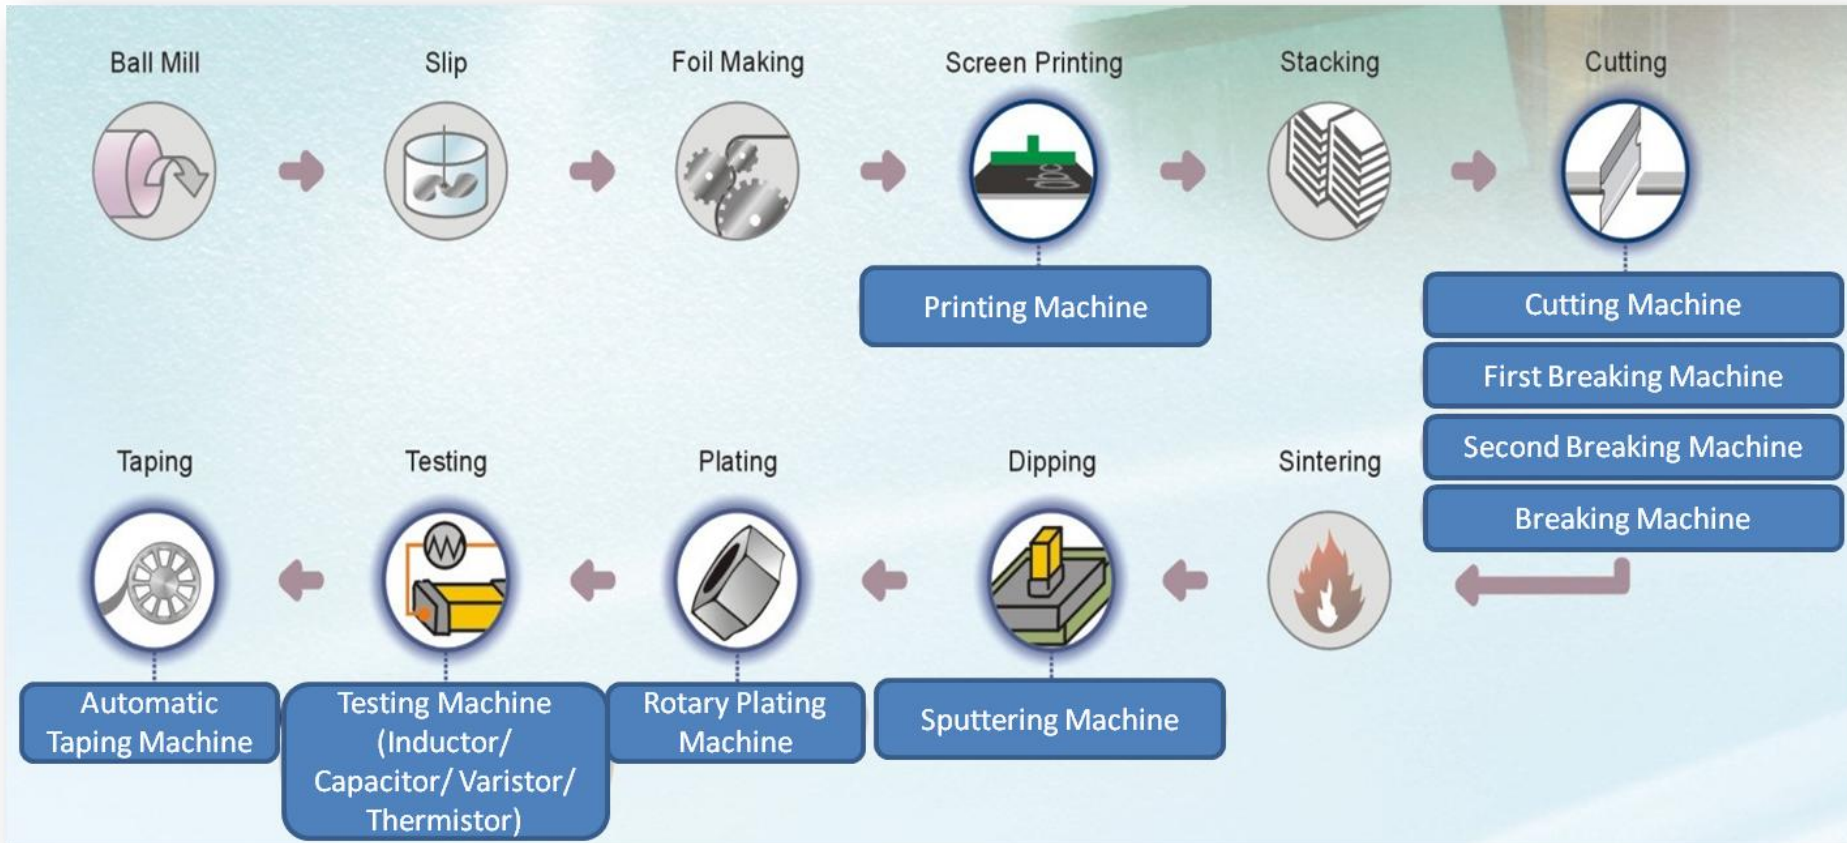 Ball Mill
Slip
Foil Making
Screen Printing
Stacking
Cutting
abc
Printing Machine
Cutting Machine
First Breaking Machine
Second Breaking Machine
Breaking Machine
Taping
Testing
Plating
Dipping
Sintering
Automatic
Taping Machine
Testing Machine
(Inductor/
Capacitor/ Varistor/
Thermistor)
Rotary Plating
Machine
Sputtering Machine